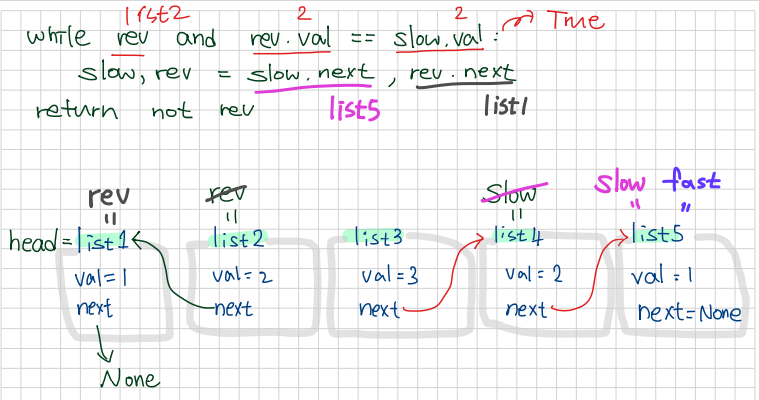 list2 2 2
while rev and rev.val == slow.val: True
slow, rev = slow.next, rev.next
return not rev list5 list1
rev rev slow slow fast
= = = = =
head = list1 list2 list3 list4 list5
val=1 val=2 val=3 val=2 val=1
next next next next next=None
None